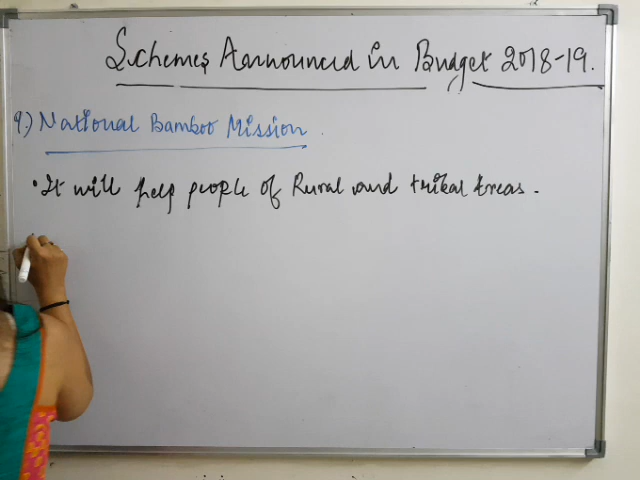 Schemes Announced in Budget 2018-19.
9.) National Bamboo Mission.
• It will help people of Rural and tribal Areas.